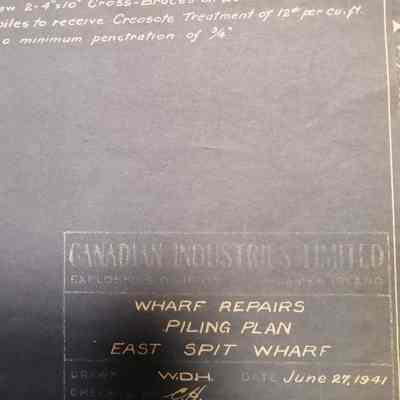 2-4"x10" Cross-Braces
piles to receive Creosote Treatment of 12# per cu. ft.
a minimum penetration of 3/4"
CANADIAN INDUSTRIES LIMITED
WHARF REPAIRS
PILING PLAN
EAST SPIT WHARF
DRAWN W.D.H. DATE June 27, 1941